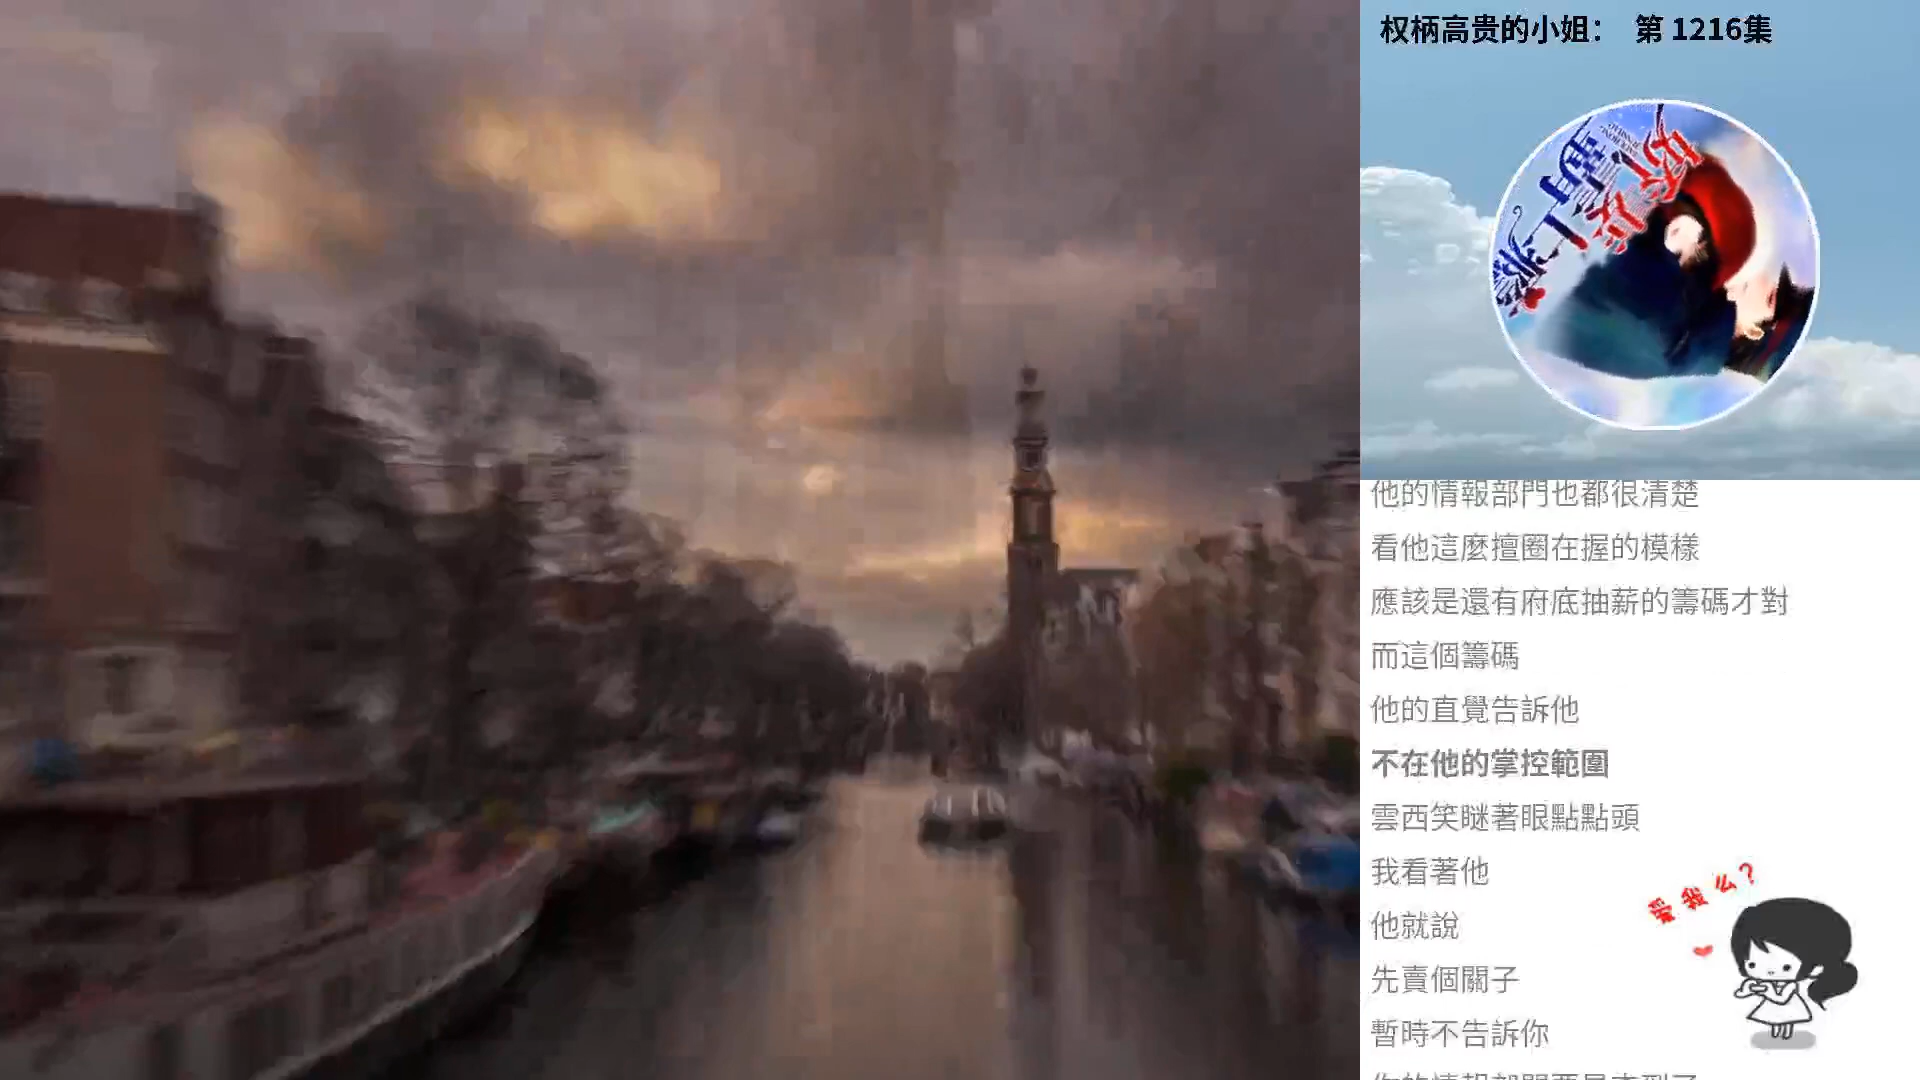 权柄高贵的小姐： 第 1216集
他的情報部門也都很清楚
看他這麼擅圈在握的模樣
應該是還有府底抽薪的籌碼才對
而這個籌碼
他的直覺告訴他
不在他的掌控範圍
雲西笑瞇著眼點點頭
我看著他
他就說
先賣個關子
暫時不告訴你
爱我么？